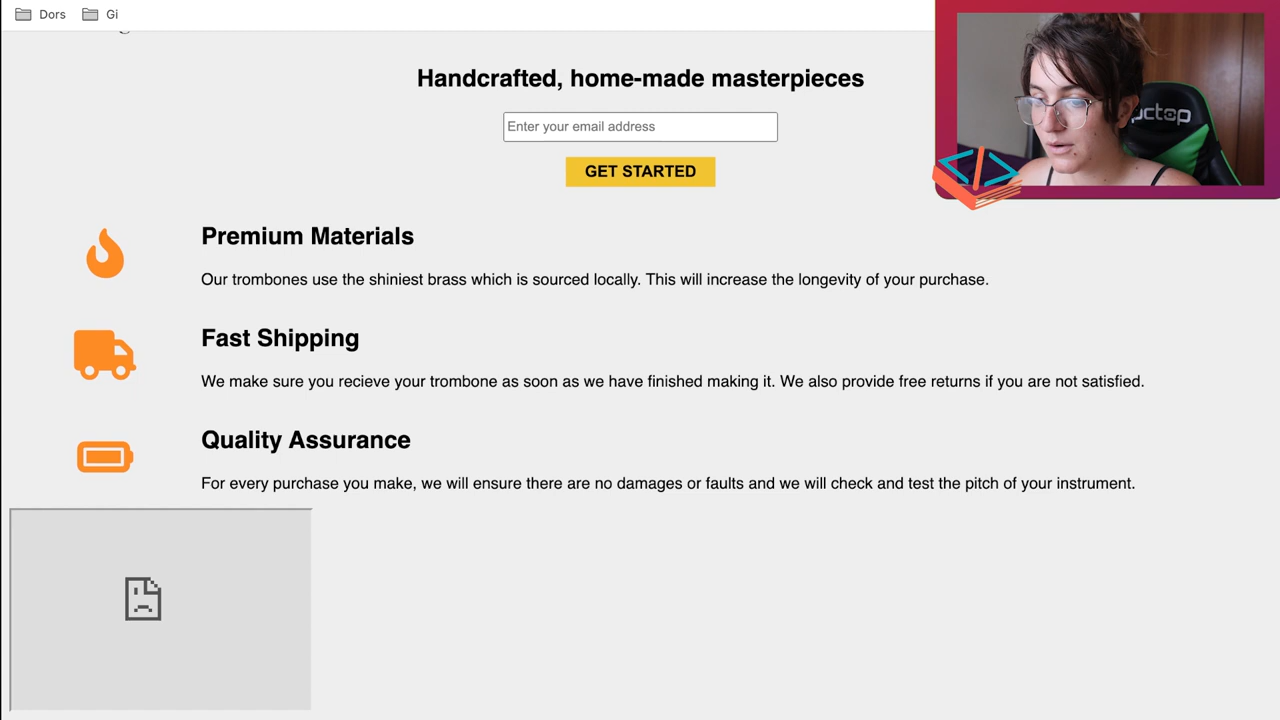 Dors Gi
Handcrafted, home-made masterpieces
Enter your email address
GET STARTED
Premium Materials
Our trombones use the shiniest brass which is sourced locally. This will increase the longevity of your purchase.
Fast Shipping
We make sure you recieve your trombone as soon as we have finished making it. We also provide free returns if you are not satisfied.
Quality Assurance
For every purchase you make, we will ensure there are no damages or faults and we will check and test the pitch of your instrument.